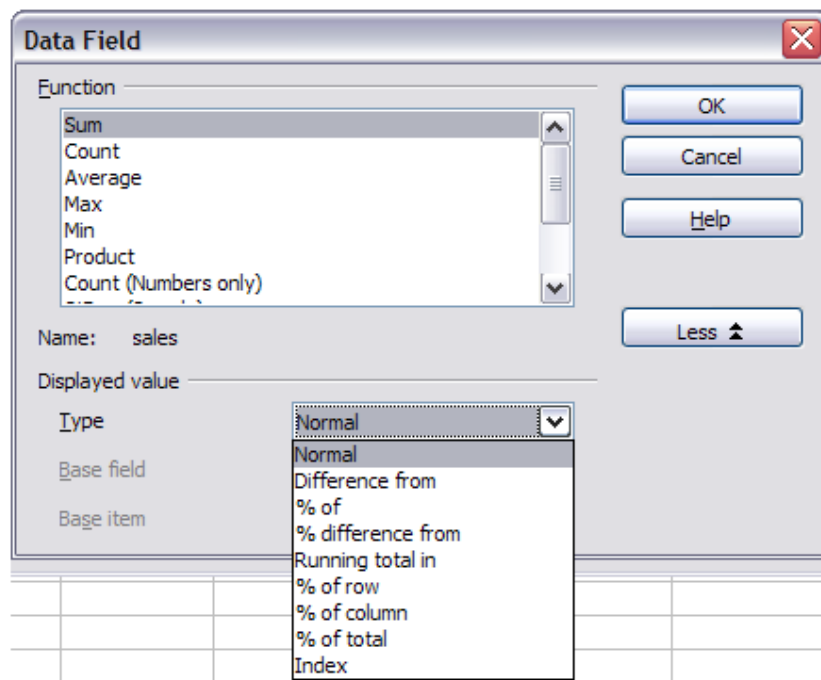 Data Field
Function
Sum
Count
Average
Max
Min
Product
Count (Numbers only)
OK
Cancel
Help
Less
Name: sales
Displayed value
Type Normal
Base field
Base item
Normal
Difference from
% of
% difference from
Running total in
% of row
% of column
% of total
Index